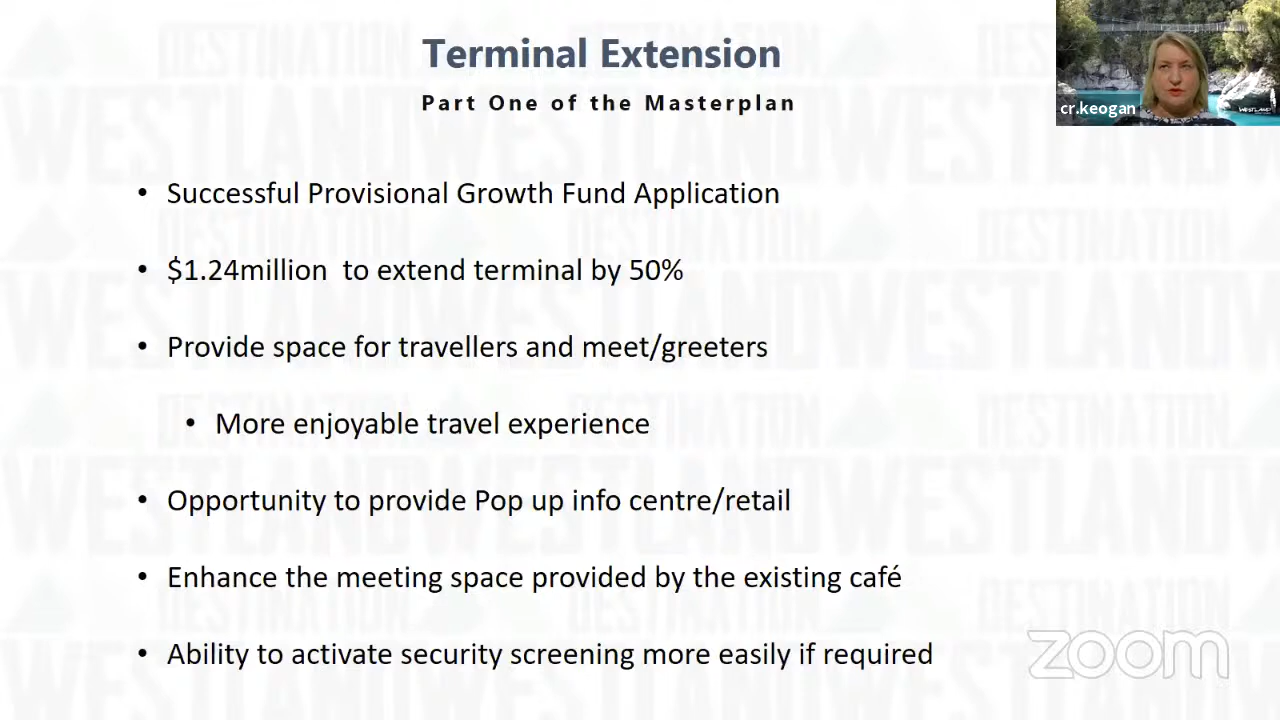 Terminal Extension
Part One of the Masterplan
cr.keogan
WESTLAND
• Successful Provisional Growth Fund Application
• $1.24million  to extend terminal by 50%
• Provide space for travellers and meet/greeters
• More enjoyable travel experience
• Opportunity to provide Pop up info centre/retail
• Enhance the meeting space provided by the existing café
• Ability to activate security screening more easily if required
zoom
DESTINATION
WESTLAND